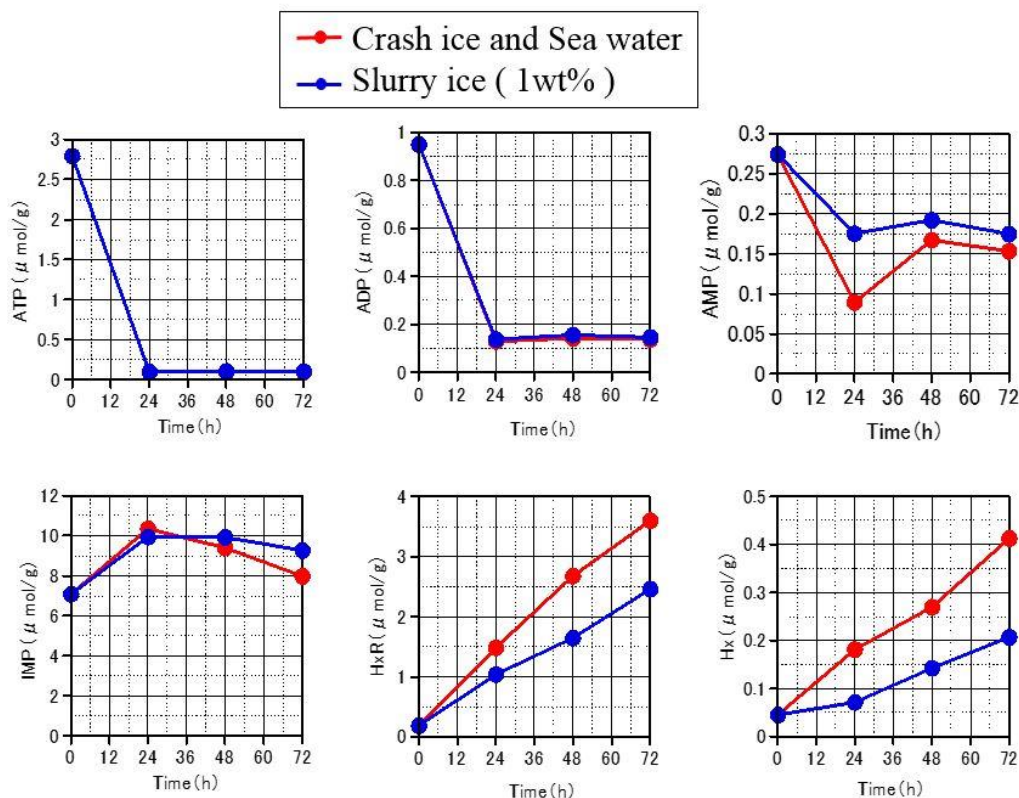 Crash ice and Sea water
Slurry ice ( 1wt% )
ATP (μ mol/g)
3
2.5
2
1.5
1
0.5
0
0 12 24 36 48 60 72
Time(h)
ADP (μ mol/g)
1
0.8
0.6
0.4
0.2
0
0 12 24 36 48 60 72
Time(h)
AMP (μ mol/g)
0.3
0.25
0.2
0.15
0.1
0.05
0
0 12 24 36 48 60 72
Time(h)
IMP (μ mol/g)
12
10
8
6
4
2
0
0 12 24 36 48 60 72
Time(h)
HxR (μ mol/g)
4
3
2
1
0
0 12 24 36 48 60 72
Time(h)
Hx (μ mol/g)
0.5
0.4
0.3
0.2
0.1
0
0 12 24 36 48 60 72
Time(h)